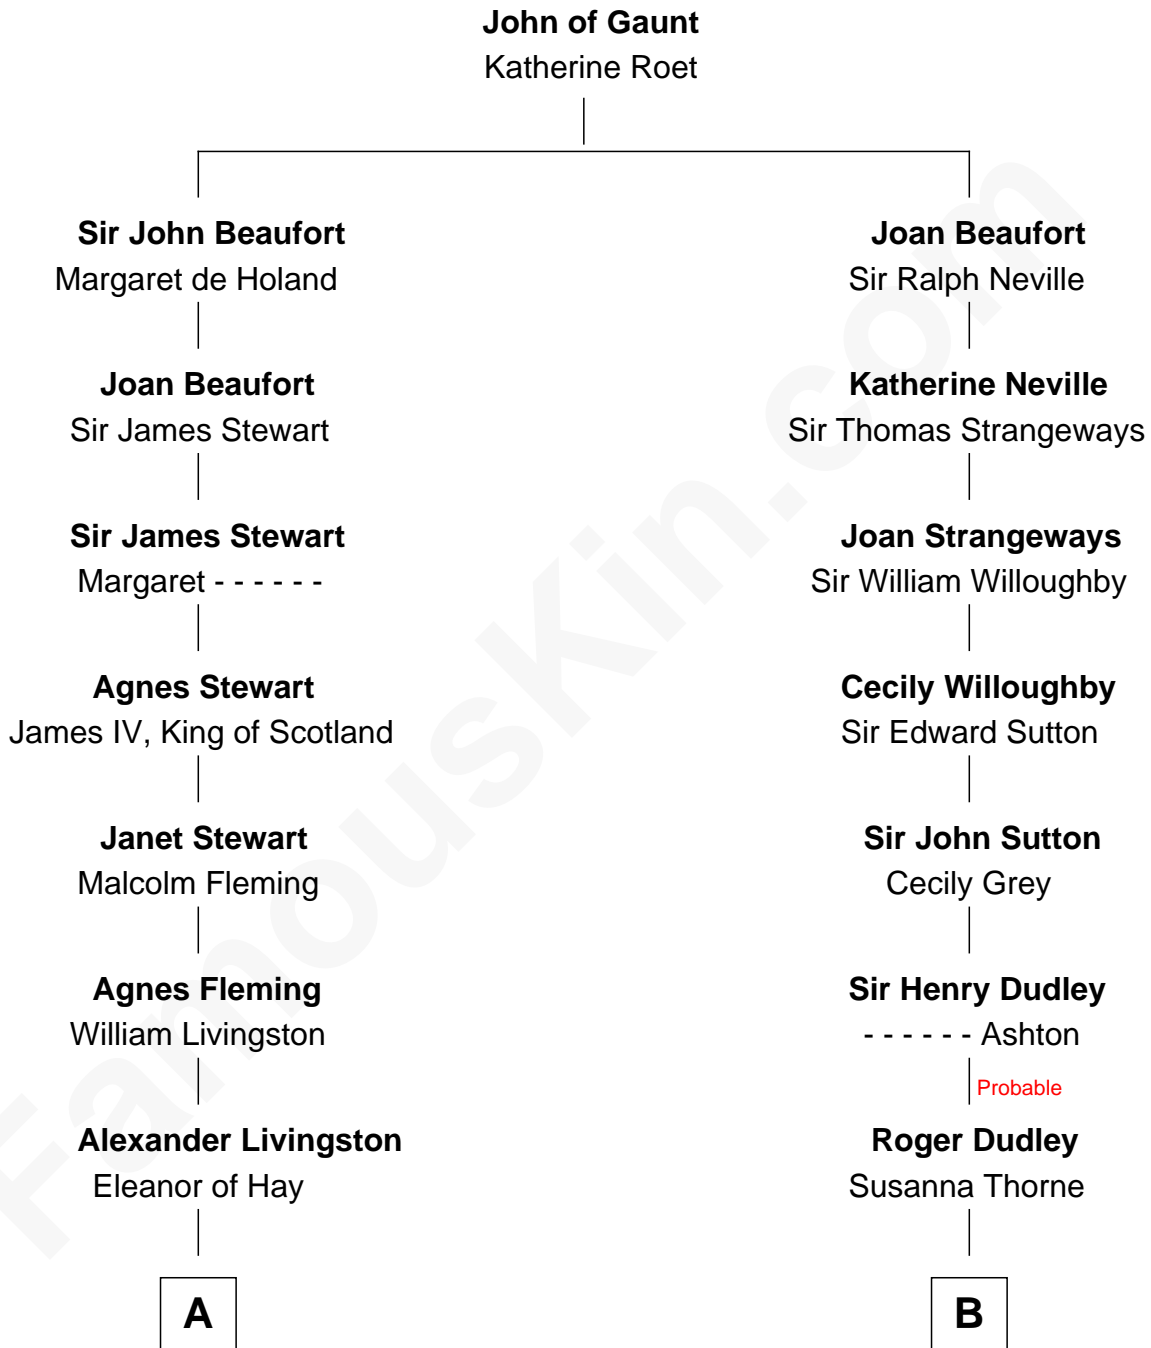 John of Gaunt
Katherine Roet
Sir John Beaufort
Margaret de Holand
Joan Beaufort
Sir Ralph Neville
Joan Beaufort
Sir James Stewart
Katherine Neville
Sir Thomas Strangeways
Sir James Stewart
Margaret - - - - - -
Joan Strangeways
Sir William Willoughby
Agnes Stewart
James IV, King of Scotland
Cecily Willoughby
Sir Edward Sutton
Janet Stewart
Malcolm Fleming
Sir John Sutton
Cecily Grey
Agnes Fleming
William Livingston
Sir Henry Dudley
- - - - - - Ashton
Probable
Alexander Livingston
Eleanor of Hay
Roger Dudley
Susanna Thorne
A
B
FamousKin.com